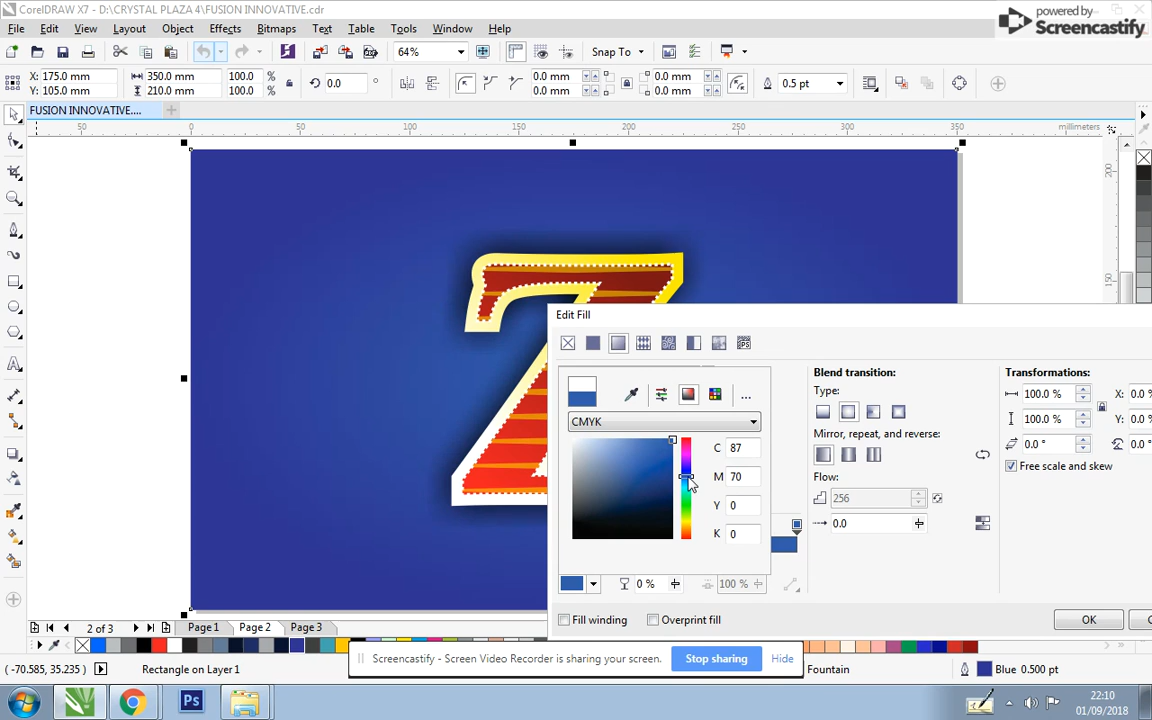 CorelDRAW X7 - D:\CRYSTAL PLAZA 4\FUSION INNOVATIVE.cdr
powered by
Screencastify
File Edit View Layout Object Effects Bitmaps Text Table Tools Window Help
64% Snap To
X: 175.0 mm 350.0 mm 100.0 % 0.0 ° 0.0 mm 0.0 mm 0.5 pt
Y: 105.0 mm 210.0 mm 100.0 % 0.0 mm 0.0 mm
FUSION INNOVATIVE....
50 0 50 100 150 200 250 300 350 millimeters
200
150
Z
Edit Fill
Blend transition:
Transformations:
Type:
100.0 % X: 0.0 %
CMYK
100.0 % Y: 0.0 %
Mirror, repeat, and reverse:
0.0 ° 0.0 °
C 87
Free scale and skew
M 70
Flow:
256
Y 0
0.0
K 0
0 % 100 %
Fill winding Overprint fill
OK
2 of 3 Page 1 Page 2 Page 3
Screencastify - Screen Video Recorder is sharing your screen. Stop sharing Hide
( -70.585, 35.235 ) Rectangle on Layer 1 Fountain Blue 0.500 pt
Ps
22:10
01/09/2018